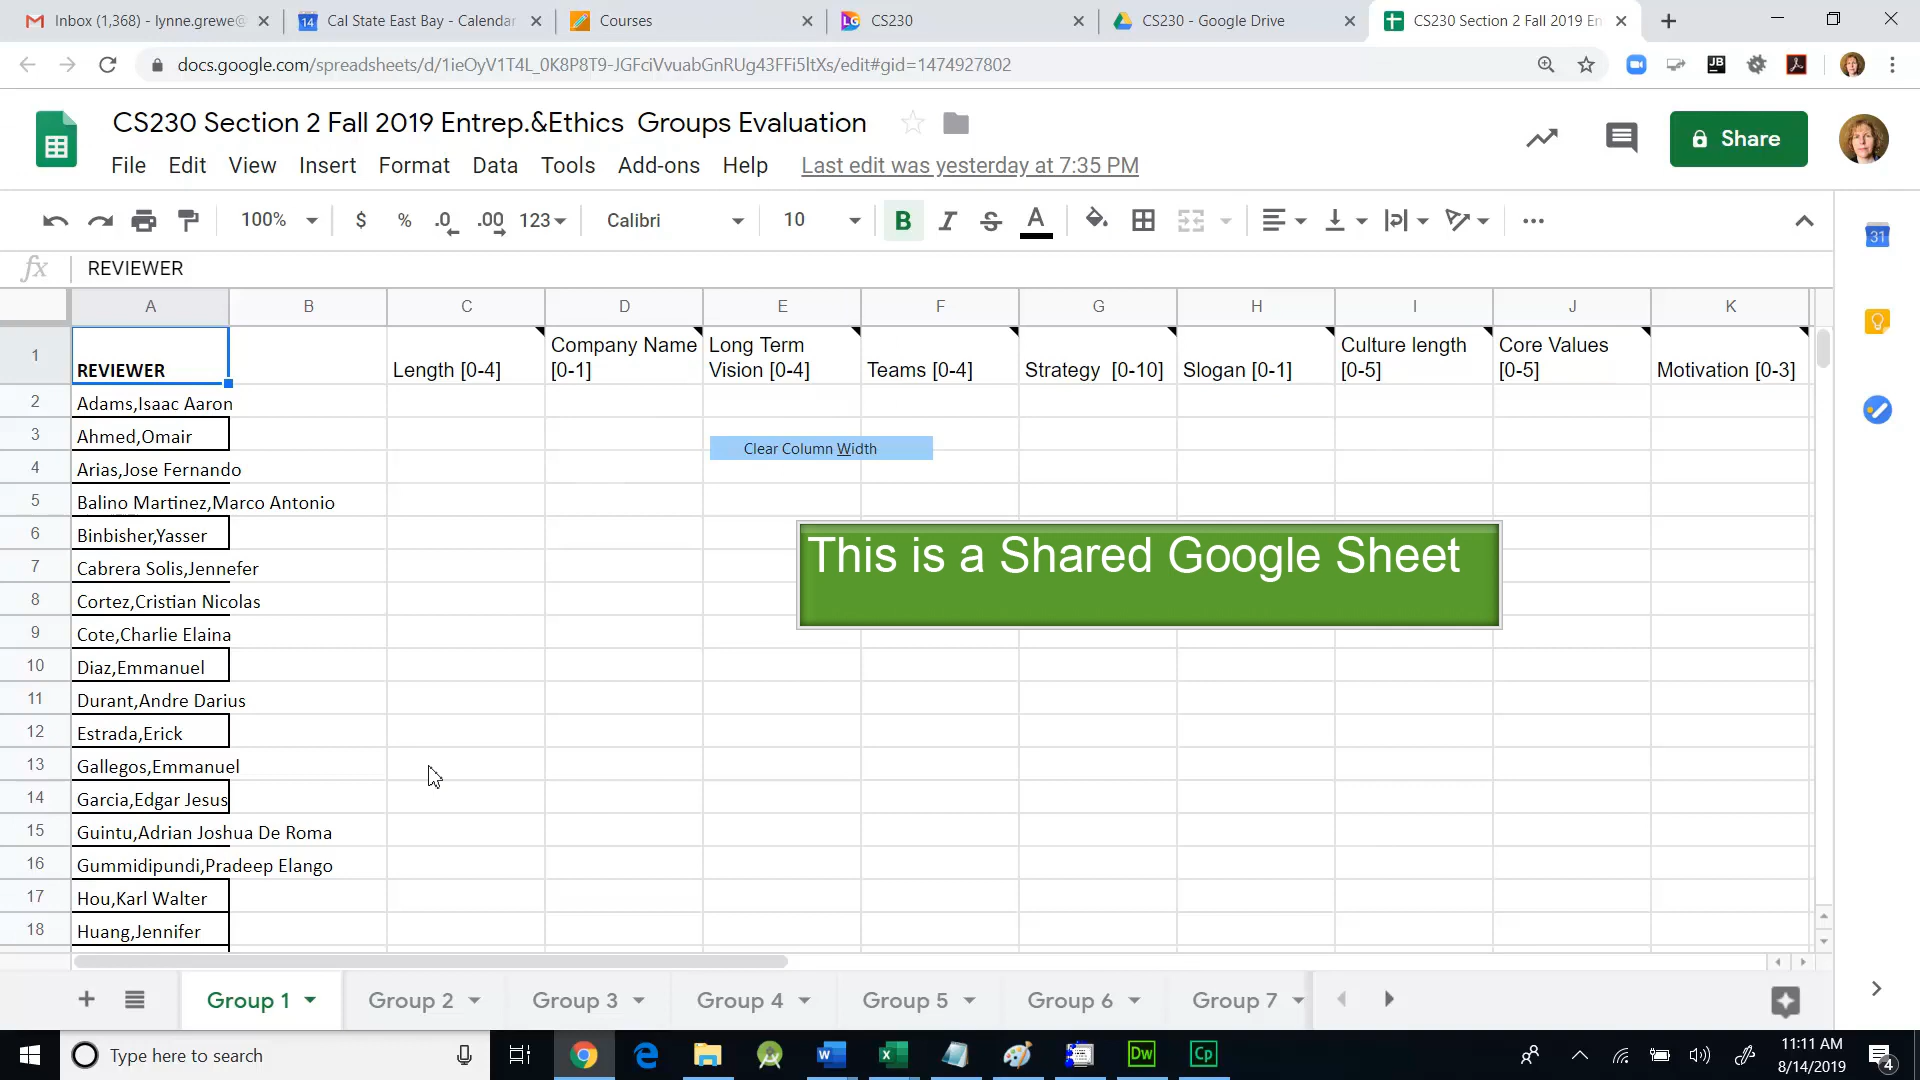 Inbox (1,368) - lynne.grewe@
14
Cal State East Bay - Calendar
Courses
LG
CS230
CS230 - Google Drive
CS230 Section 2 Fall 2019 En
docs.google.com/spreadsheets/d/1ieOyV1T4L_0K8P8T9-JGFciVvuabGnRUg43FFi5ltXs/edit#gid=1474927802
JB
CS230 Section 2 Fall 2019 Entrep.&Ethics  Groups Evaluation
Share
File Edit View Insert Format Data Tools Add-ons Help Last edit was yesterday at 7:35 PM
100% $ % .0 .00 123 Calibri 10 B I S A
31
fx REVIEWER
A B C D E F G H I J K
1 REVIEWER Length [0-4] Company Name [0-1] Long Term Vision [0-4] Teams [0-4] Strategy  [0-10] Slogan [0-1] Culture length [0-5] Core Values [0-5] Motivation [0-3]
2 Adams,Isaac Aaron
3 Ahmed,Omair
Clear Column Width
4 Arias,Jose Fernando
5 Balino Martinez,Marco Antonio
6 Binbisher,Yasser
This is a Shared Google Sheet
7 Cabrera Solis,Jennefer
8 Cortez,Cristian Nicolas
9 Cote,Charlie Elaina
10 Diaz,Emmanuel
11 Durant,Andre Darius
12 Estrada,Erick
13 Gallegos,Emmanuel
14 Garcia,Edgar Jesus
15 Guintu,Adrian Joshua De Roma
16 Gummidipundi,Pradeep Elango
17 Hou,Karl Walter
18 Huang,Jennifer
Group 1 Group 2 Group 3 Group 4 Group 5 Group 6 Group 7
Type here to search
Dw
Cp
11:11 AM
8/14/2019
4